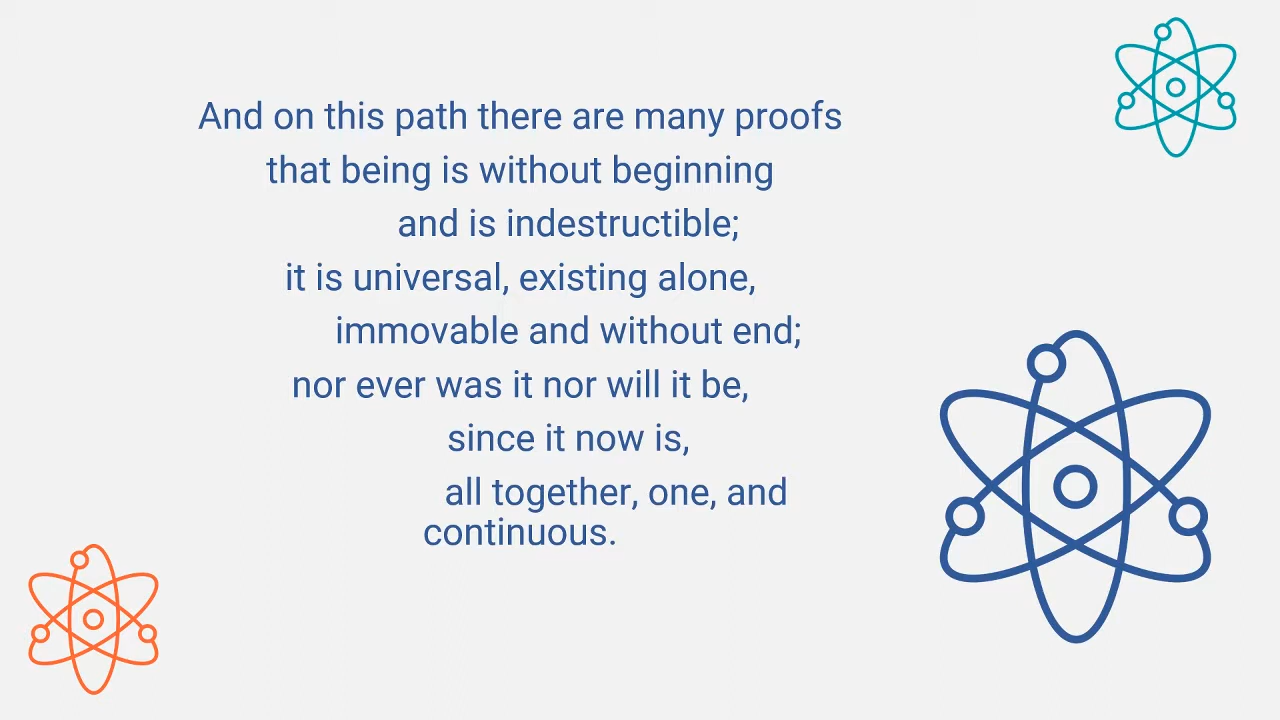 And on this path there are many proofs
that being is without beginning
and is indestructible;
it is universal, existing alone,
immovable and without end;
nor ever was it nor will it be,
since it now is,
all together, one, and
continuous.